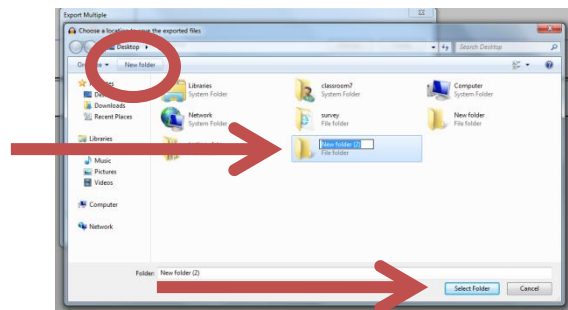 Export Multiple
Choose a location to save the exported files
Desktop
Search Desktop
New folder
Libraries
System Folder
classroom7
System Folder
Computer
System Folder
Downloads
Recent Places
Network
System Folder
survey
File folder
New folder
File folder
Libraries
New folder (2)
File folder
Music
Pictures
Videos
Computer
Network
Folder: New folder (2)
Select Folder
Cancel